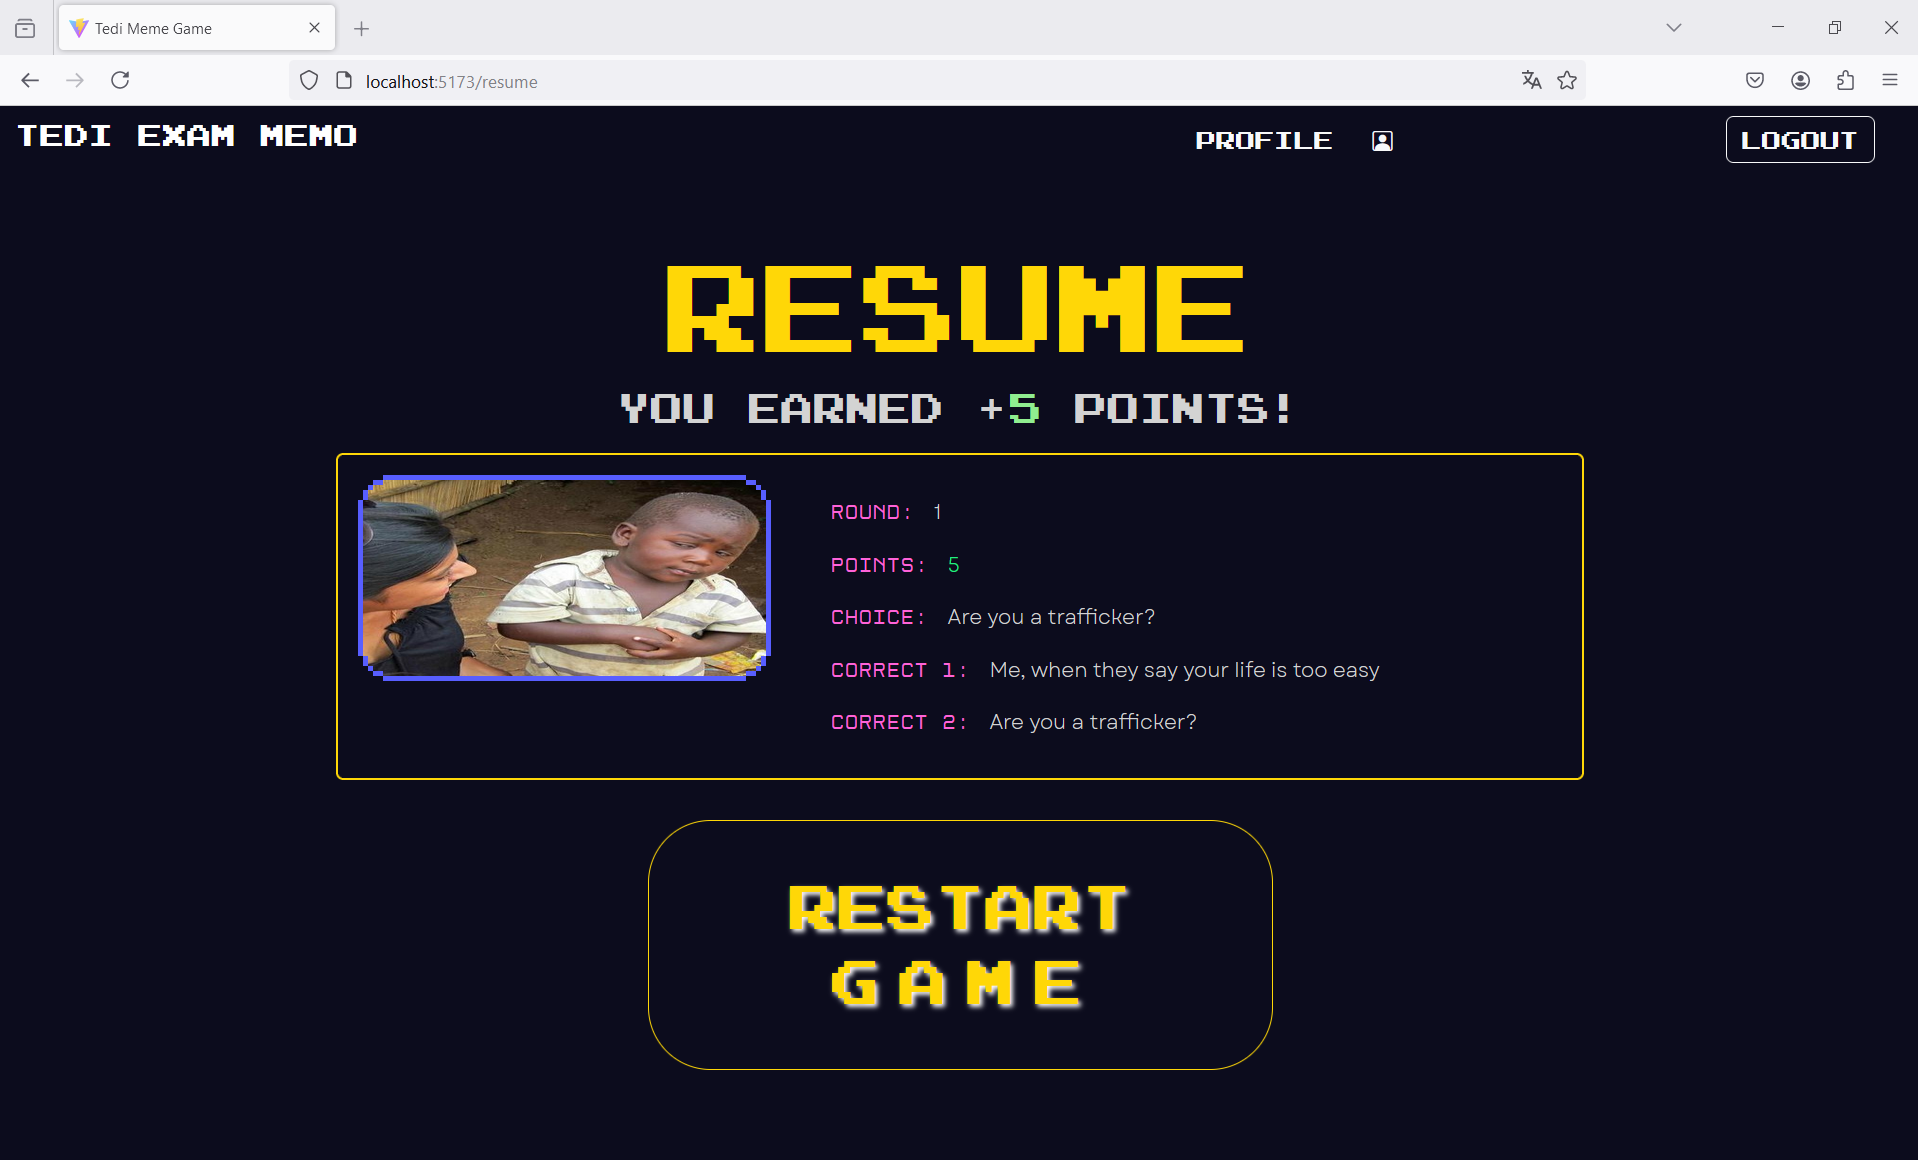 Tedi Meme Game
localhost:5173/resume
TEDI EXAM MEMO
PROFILE
LOGOUT
RESUME
YOU EARNED +5 POINTS!
ROUND: 1
POINTS: 5
CHOICE: Are you a trafficker?
CORRECT 1: Me, when they say your life is too easy
CORRECT 2: Are you a trafficker?
RESTART
GAME